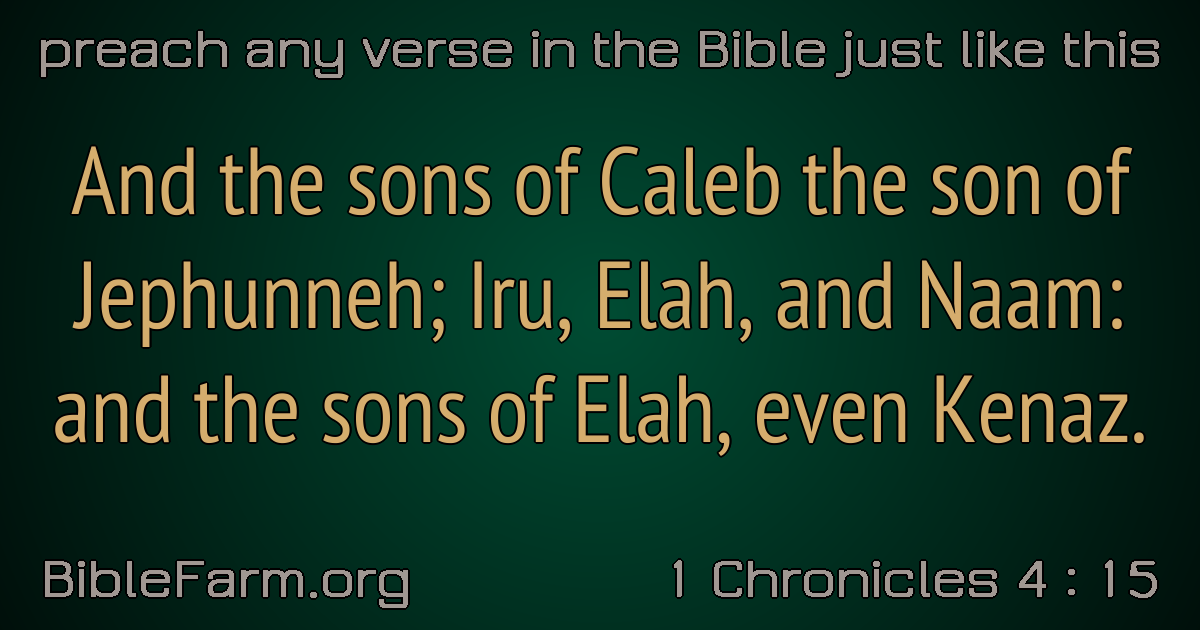 preach any verse in the Bible just like this
And the sons of Caleb the son of
Jephunneh; Iru, Elah, and Naam:
and the sons of Elah, even Kenaz.
BibleFarm.org
1 Chronicles 4 : 15